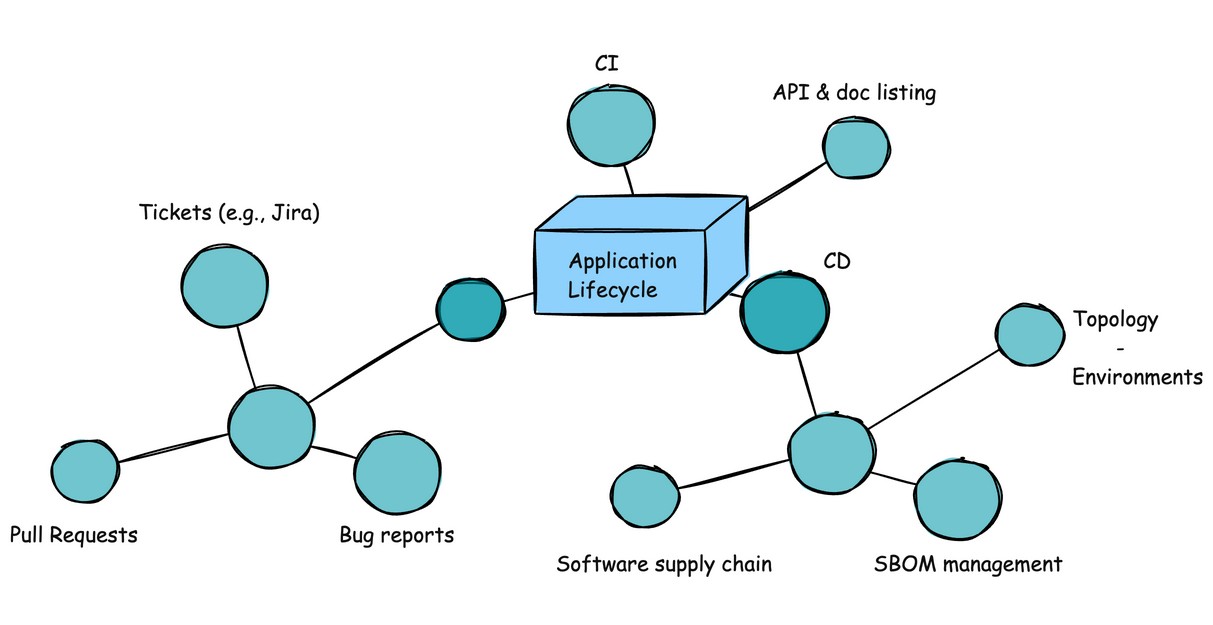 CI
API & doc listing
Tickets (e.g., Jira)
Application
Lifecycle
CD
Topology
-
Environments
Pull Requests
Bug reports
Software supply chain
SBOM management